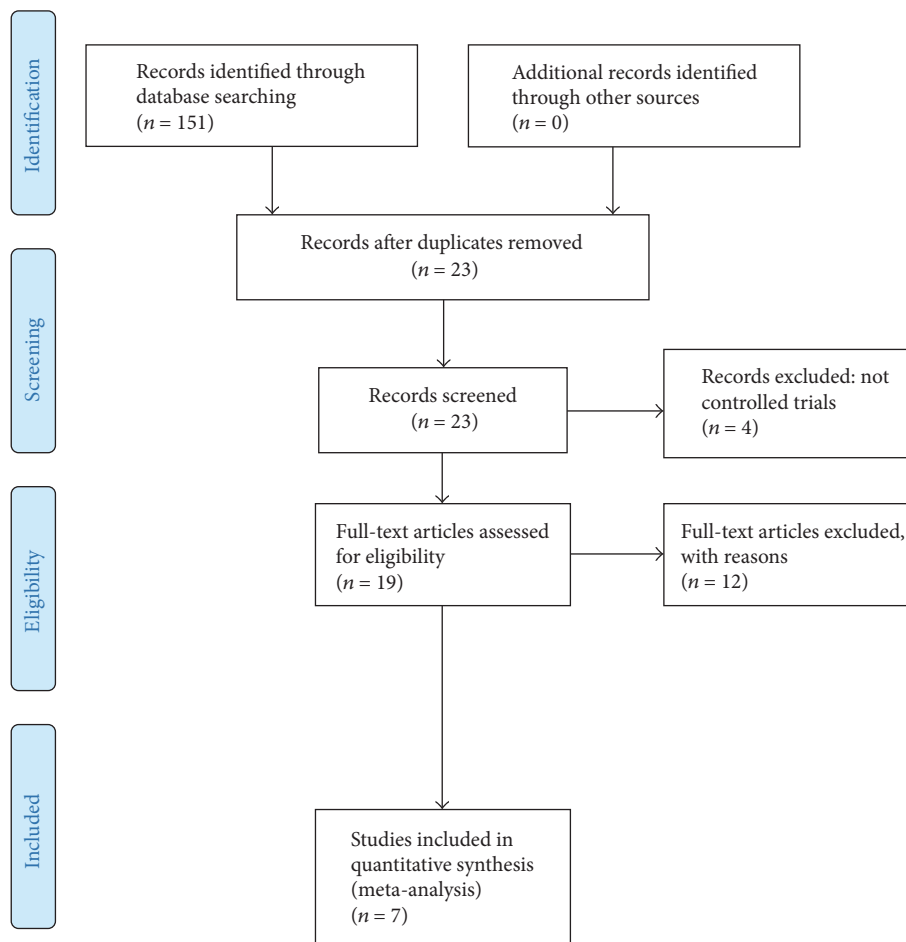 Identification
Records identified through
database searching
(n = 151)
Additional records identified
through other sources
(n = 0)
Records after duplicates removed
(n = 23)
Screening
Records screened
(n = 23)
Records excluded: not
controlled trials
(n = 4)
Eligibility
Full-text articles assessed
for eligibility
(n = 19)
Full-text articles excluded,
with reasons
(n = 12)
Included
Studies included in
quantitative synthesis
(meta-analysis)
(n = 7)